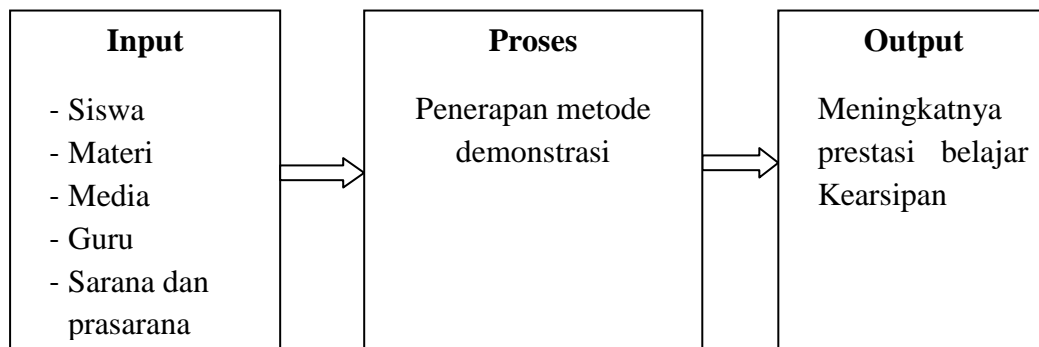 Input
- Siswa
- Materi
- Media
- Guru
- Sarana dan
prasarana
Proses
Penerapan metode
demonstrasi
Output
Meningkatnya
prestasi belajar
Kearsipan